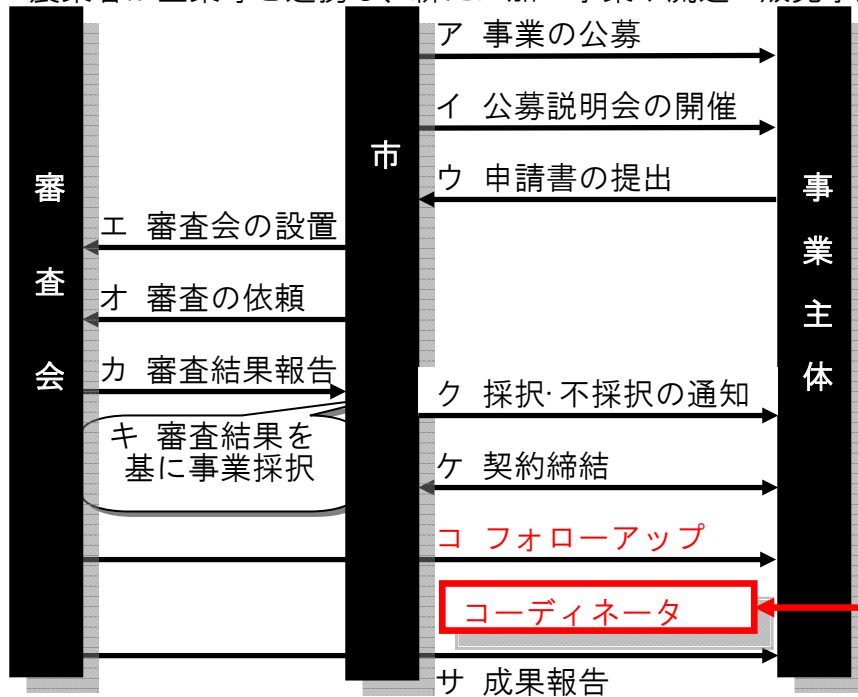 ア 事業の公募
イ 公募説明会の開催
市
ウ 申請書の提出
審査会
事業主体
エ 審査会の設置
オ 審査の依頼
カ 審査結果報告
ク 採択･不採択の通知
キ 審査結果を
基に事業採択
ケ 契約締結
コ フォローアップ
コーディネータ
サ 成果報告